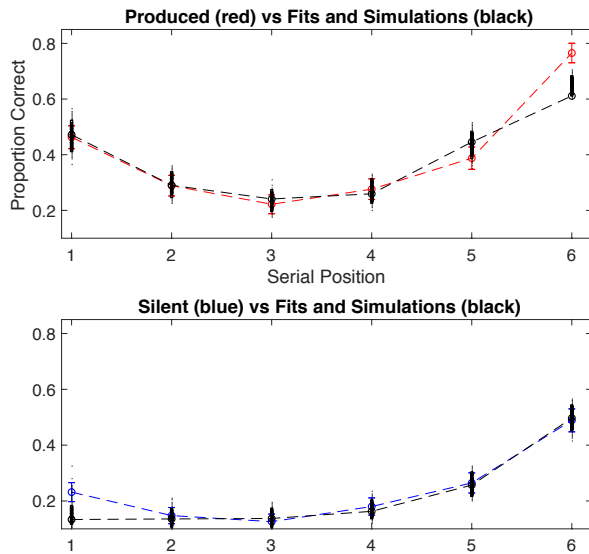 Produced (red) vs Fits and Simulations (black)
Proportion Correct
0.8
0.6
0.4
0.2
1 2 3 4 5 6
Serial Position
Silent (blue) vs Fits and Simulations (black)
0.8
0.6
0.4
0.2
1 2 3 4 5 6